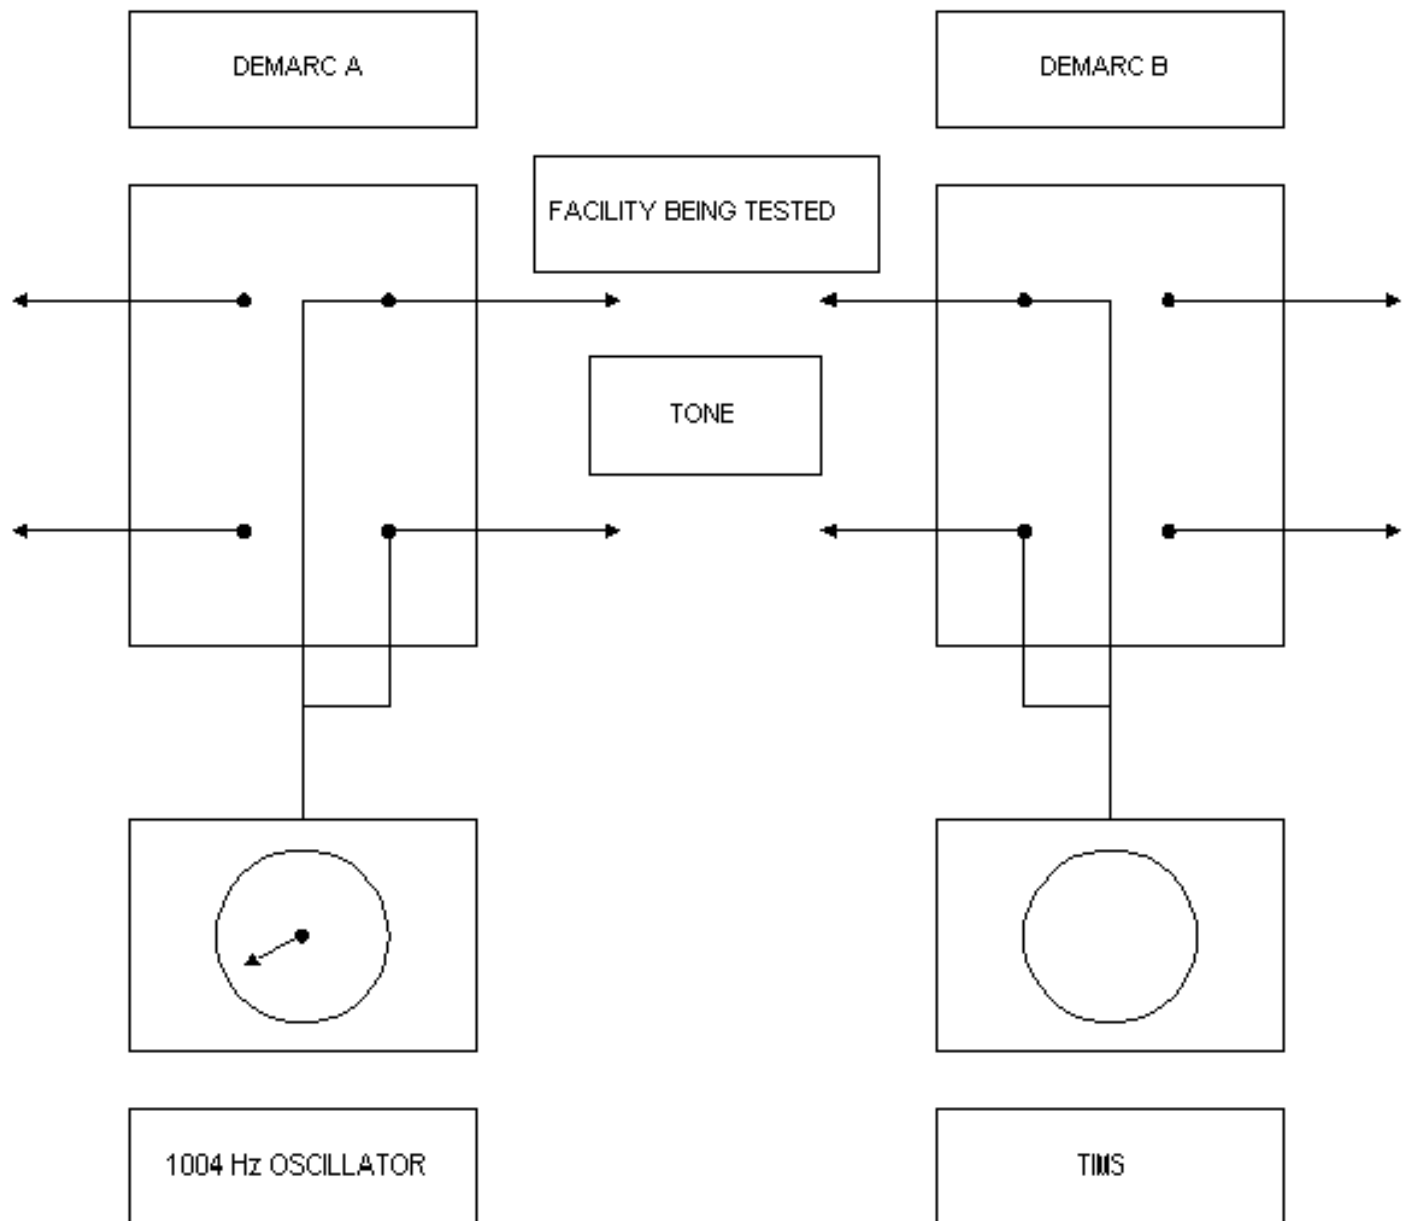 DEMARC A
DEMARC B
FACILITY BEING TESTED
TONE
1004 Hz OSCILLATOR
TIMS